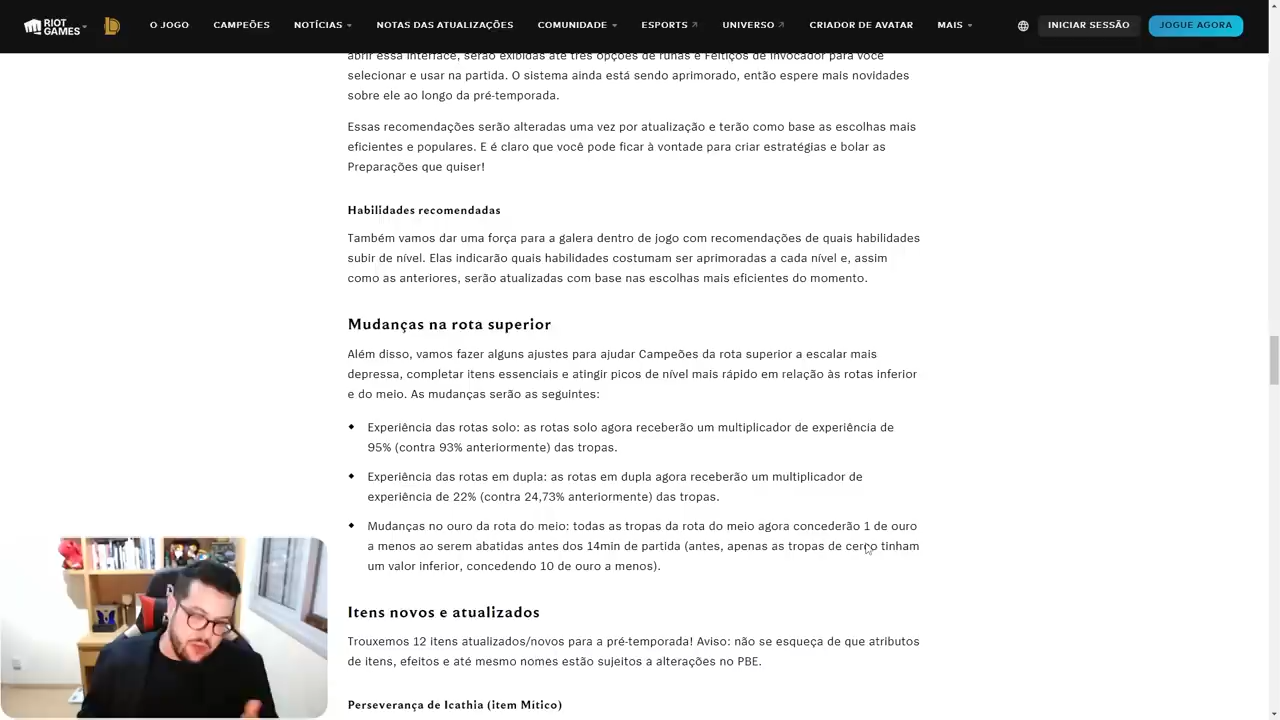 RIOT GAMES
O JOGO
CAMPEÕES
NOTÍCIAS
NOTAS DAS ATUALIZAÇÕES
COMUNIDADE
ESPORTS
UNIVERSO
CRIADOR DE AVATAR
MAIS
INICIAR SESSÃO
JOGUE AGORA
abrir essa interface, serão exibidas até três opções de runas e Feitiços de Invocador para você
selecionar e usar na partida. O sistema ainda está sendo aprimorado, então espere mais novidades
sobre ele ao longo da pré-temporada.
Essas recomendações serão alteradas uma vez por atualização e terão como base as escolhas mais
eficientes e populares. E é claro que você pode ficar à vontade para criar estratégias e bolar as
Preparações que quiser!
Habilidades recomendadas
Também vamos dar uma força para a galera dentro de jogo com recomendações de quais habilidades
subir de nível. Elas indicarão quais habilidades costumam ser aprimoradas a cada nível e, assim
como as anteriores, serão atualizadas com base nas escolhas mais eficientes do momento.
Mudanças na rota superior
Além disso, vamos fazer alguns ajustes para ajudar Campeões da rota superior a escalar mais
depressa, completar itens essenciais e atingir picos de nível mais rápido em relação às rotas inferior
e do meio. As mudanças serão as seguintes:
Experiência das rotas solo: as rotas solo agora receberão um multiplicador de experiência de
95% (contra 93% anteriormente) das tropas.
Experiência das rotas em dupla: as rotas em dupla agora receberão um multiplicador de
experiência de 22% (contra 24,73% anteriormente) das tropas.
Mudanças no ouro da rota do meio: todas as tropas da rota do meio agora concederão 1 de ouro
a menos ao serem abatidas antes dos 14min de partida (antes, apenas as tropas de cerco tinham
um valor inferior, concedendo 10 de ouro a menos).
Itens novos e atualizados
Trouxemos 12 itens atualizados/novos para a pré-temporada! Aviso: não se esqueça de que atributos
de itens, efeitos e até mesmo nomes estão sujeitos a alterações no PBE.
Perseverança de Icathia (item Mítico)